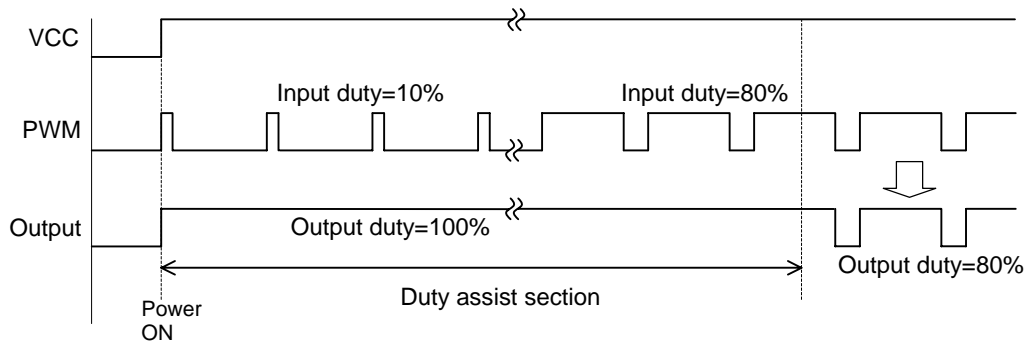 VCC
Input duty=10%
Input duty=80%
PWM
Output
Output duty=100%
Output duty=80%
Duty assist section
Power
ON